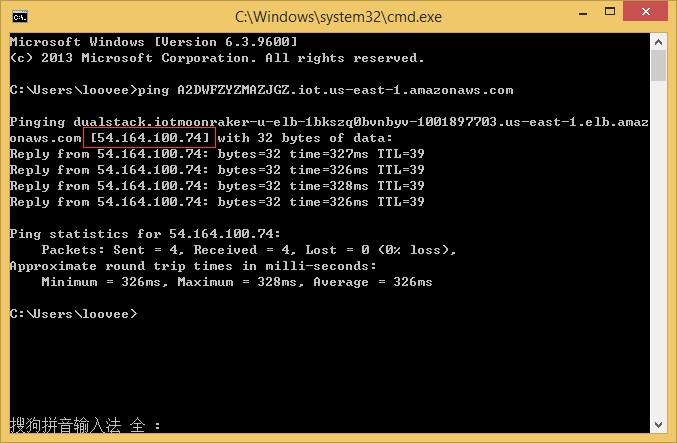 C:\Windows\system32\cmd.exe
Microsoft Windows [Version 6.3.9600]
(c) 2013 Microsoft Corporation. All rights reserved.
C:\Users\loovee>ping A2DWFZYZMAZJGZ.iot.us-east-1.amazonaws.com
Pinging dualstack.iotmoonraker-u-elb-1bkszq0bvnbyv-1001897703.us-east-1.elb.amaz
onaws.com [54.164.100.74] with 32 bytes of data:
Reply from 54.164.100.74: bytes=32 time=327ms TTL=39
Reply from 54.164.100.74: bytes=32 time=326ms TTL=39
Reply from 54.164.100.74: bytes=32 time=328ms TTL=39
Reply from 54.164.100.74: bytes=32 time=326ms TTL=39
Ping statistics for 54.164.100.74:
Packets: Sent = 4, Received = 4, Lost = 0 (0% loss),
Approximate round trip times in milli-seconds:
Minimum = 326ms, Maximum = 328ms, Average = 326ms
C:\Users\loovee>
搜狗拼音输入法 全 :